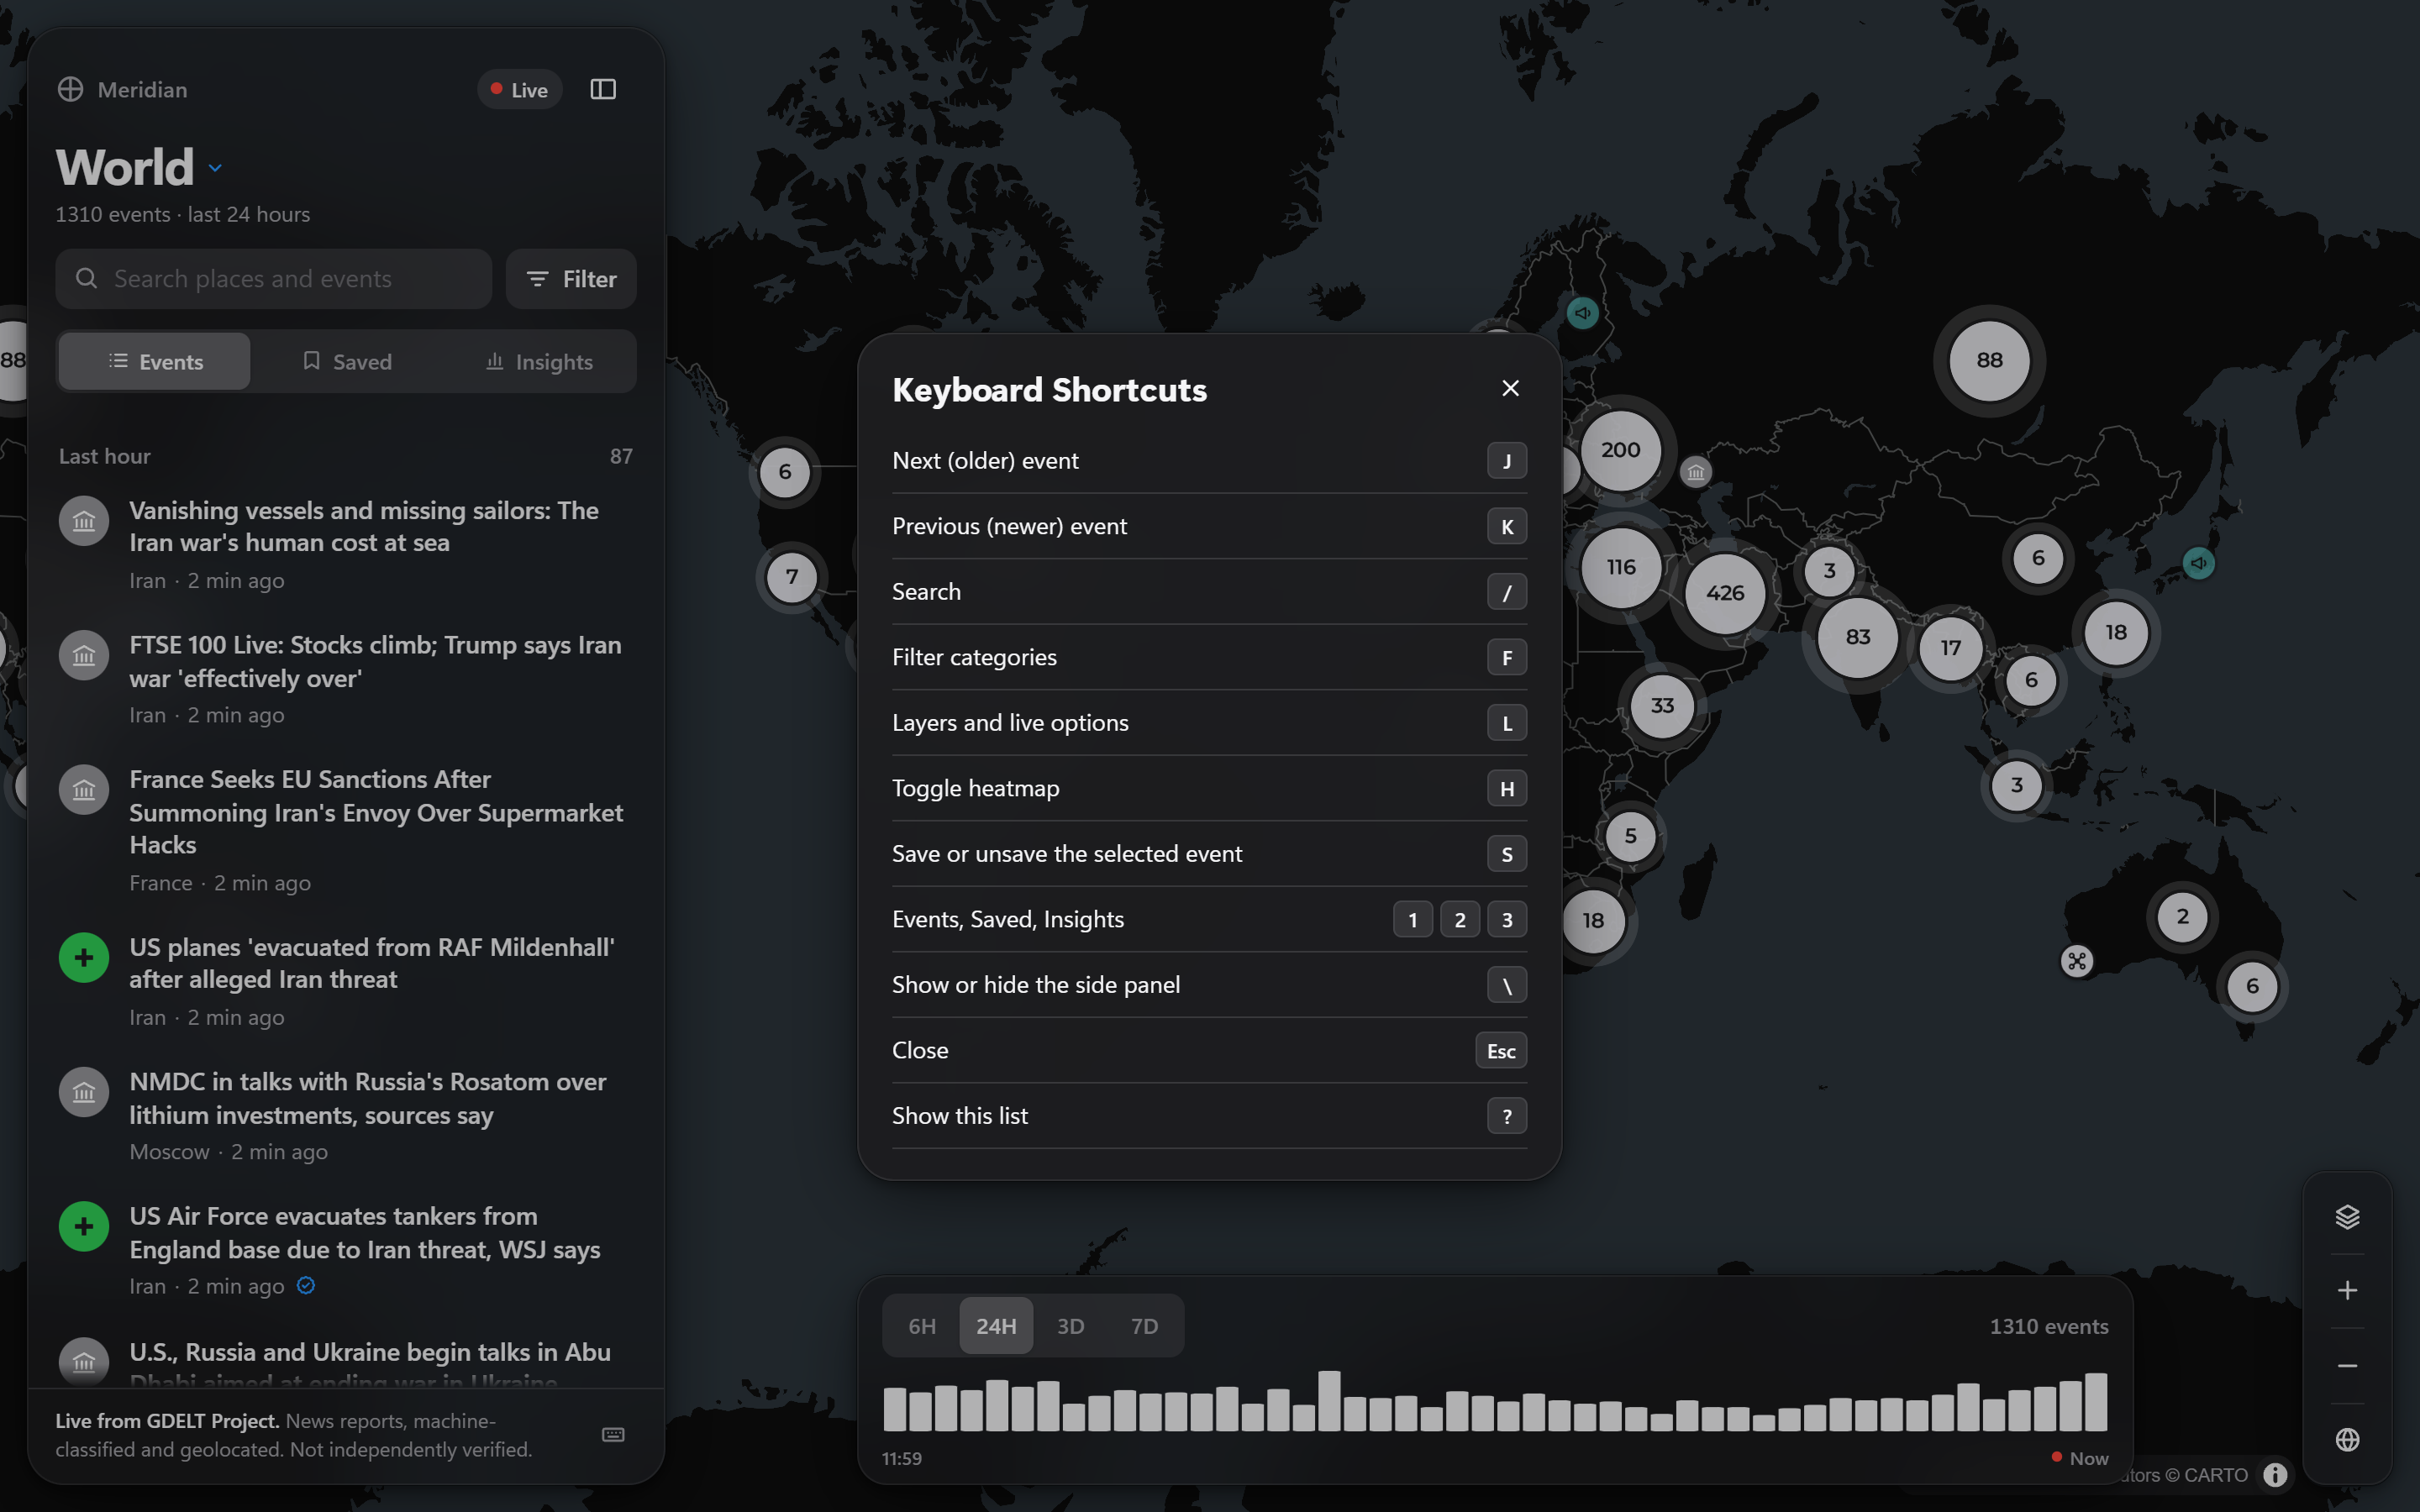 Meridian
Live
World
1310 events · last 24 hours
Search places and events
Filter
Events
Saved
Insights
Last hour
87
Vanishing vessels and missing sailors: The
Iran war's human cost at sea
Iran · 2 min ago
FTSE 100 Live: Stocks climb; Trump says Iran
war 'effectively over'
Iran · 2 min ago
France Seeks EU Sanctions After
Summoning Iran's Envoy Over Supermarket
Hacks
France · 2 min ago
US planes 'evacuated from RAF Mildenhall'
after alleged Iran threat
Iran · 2 min ago
NMDC in talks with Russia's Rosatom over
lithium investments, sources say
Moscow · 2 min ago
US Air Force evacuates tankers from
England base due to Iran threat, WSJ says
Iran · 2 min ago
U.S., Russia and Ukraine begin talks in Abu
Dhabi aimed at ending war in Ukraine
Live from GDELT Project. News reports, machine-
classified and geolocated. Not independently verified.
Keyboard Shortcuts
Next (older) event J
Previous (newer) event K
Search /
Filter categories F
Layers and live options L
Toggle heatmap H
Save or unsave the selected event S
Events, Saved, Insights 1 2 3
Show or hide the side panel \
Close Esc
Show this list ?
88
6
7
88
200
116
426
3
83
17
6
18
6
33
3
5
18
2
6
6H 24H 3D 7D
1310 events
11:59
Now
© CARTO